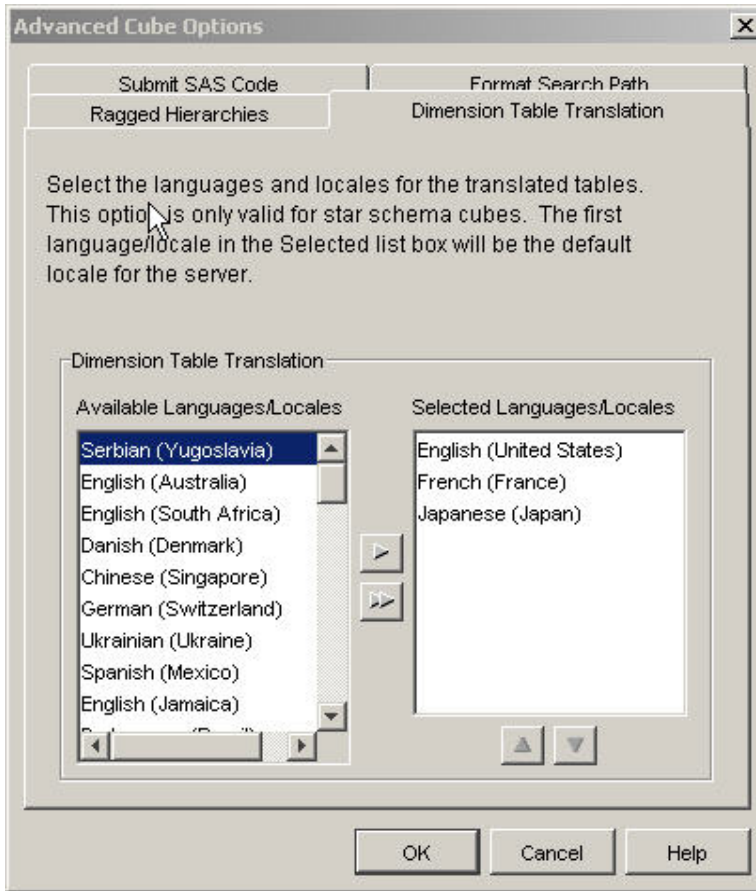 Advanced Cube Options
Submit SAS Code
Format Search Path
Ragged Hierarchies
Dimension Table Translation
Select the languages and locales for the translated tables.
This option is only valid for star schema cubes. The first
language/locale in the Selected list box will be the default
locale for the server.
Dimension Table Translation
Available Languages/Locales
Serbian (Yugoslavia)
English (Australia)
English (South Africa)
Danish (Denmark)
Chinese (Singapore)
German (Switzerland)
Ukrainian (Ukraine)
Spanish (Mexico)
English (Jamaica)
Selected Languages/Locales
English (United States)
French (France)
Japanese (Japan)
OK
Cancel
Help